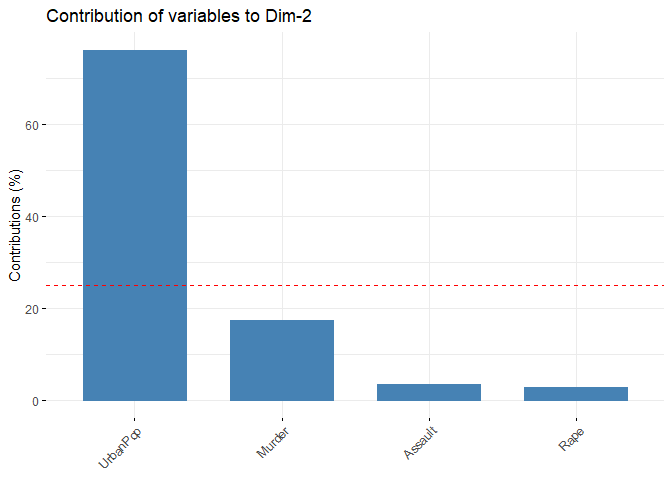 Contribution of variables to Dim-2
Contributions (%)
60
40
20
0
UrbanPop
Murder
Assault
Rape